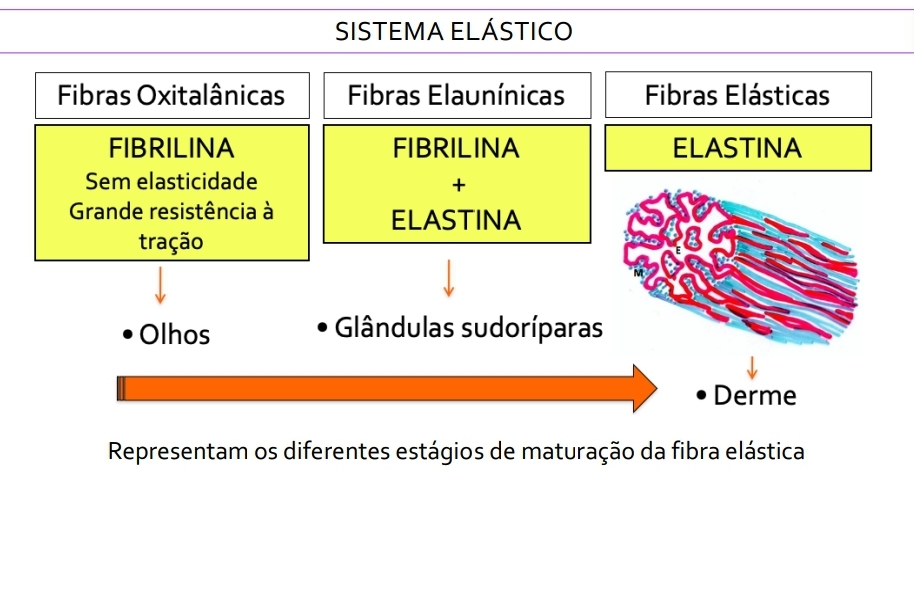 SISTEMA ELÁSTICO
Fibras Oxitalânicas
FIBRILINA
Sem elasticidade
Grande resistência à
tração
• Olhos
Fibras Elaunínicas
FIBRILINA
+
ELASTINA
• Glândulas sudoríparas
Fibras Elásticas
ELASTINA
E
M
• Derme
Representam os diferentes estágios de maturação da fibra elástica